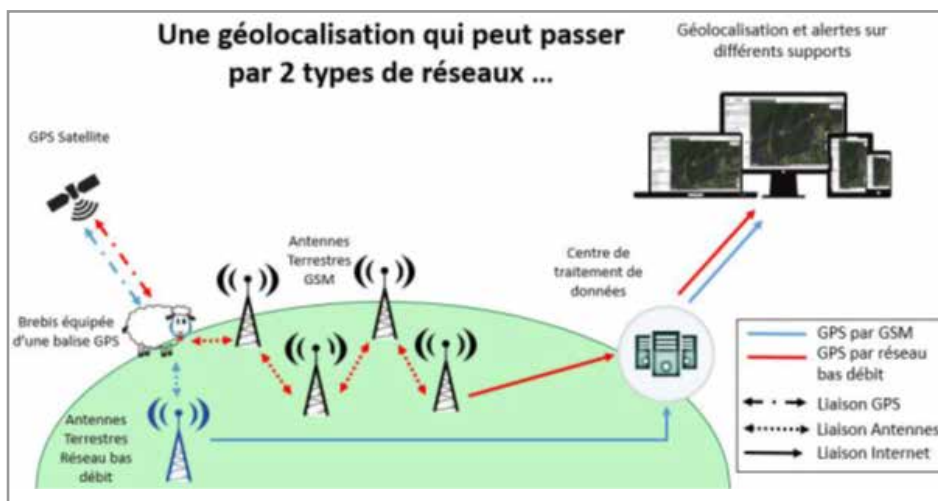 Une géolocalisation qui peut passer
par 2 types de réseaux ...
Géolocalisation et alertes sur
différents supports
GPS Satellite
Antennes
Terrestres
GSM
Centre de
traitement de
données
Brebis équipée
d'une balise GPS
Antennes
Terrestres
Réseau bas
débit
GPS par GSM
GPS par réseau
bas débit
Liaison GPS
Liaison Antennes
Liaison Internet